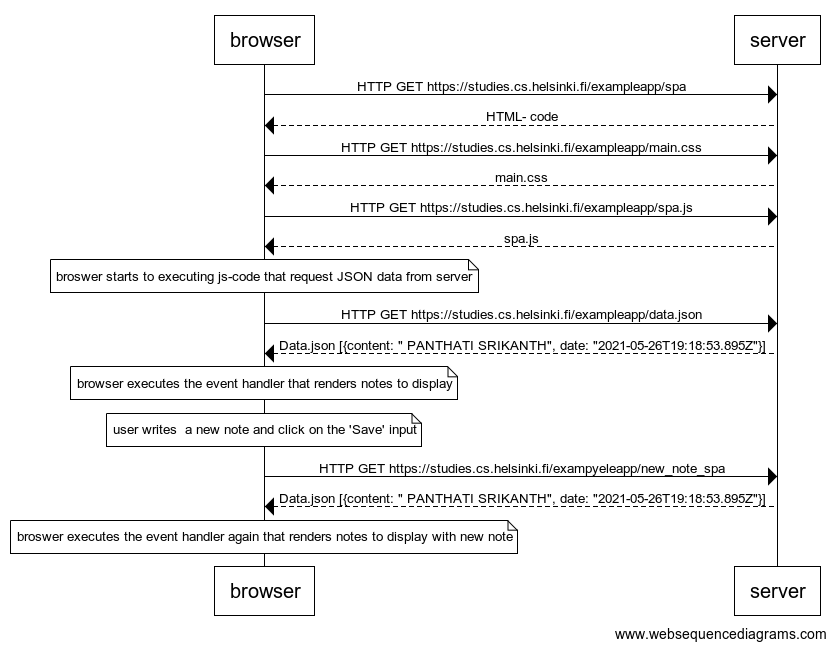 browser
server
HTTP GET https://studies.cs.helsinki.fi/exampleapp/spa
HTML- code
HTTP GET https://studies.cs.helsinki.fi/exampleapp/main.css
main.css
HTTP GET https://studies.cs.helsinki.fi/exampleapp/spa.js
spa.js
broswer starts to executing js-code that request JSON data from server
HTTP GET https://studies.cs.helsinki.fi/exampleapp/data.json
Data.json [{content: " PANTHATI SRIKANTH", date: "2021-05-26T19:18:53.895Z"}]
browser executes the event handler that renders notes to display
user writes  a new note and click on the 'Save' input
HTTP GET https://studies.cs.helsinki.fi/exampyeleapp/new_note_spa
Data.json [{content: " PANTHATI SRIKANTH", date: "2021-05-26T19:18:53.895Z"}]
broswer executes the event handler again that renders notes to display with new note
browser
server
www.websequencediagrams.com